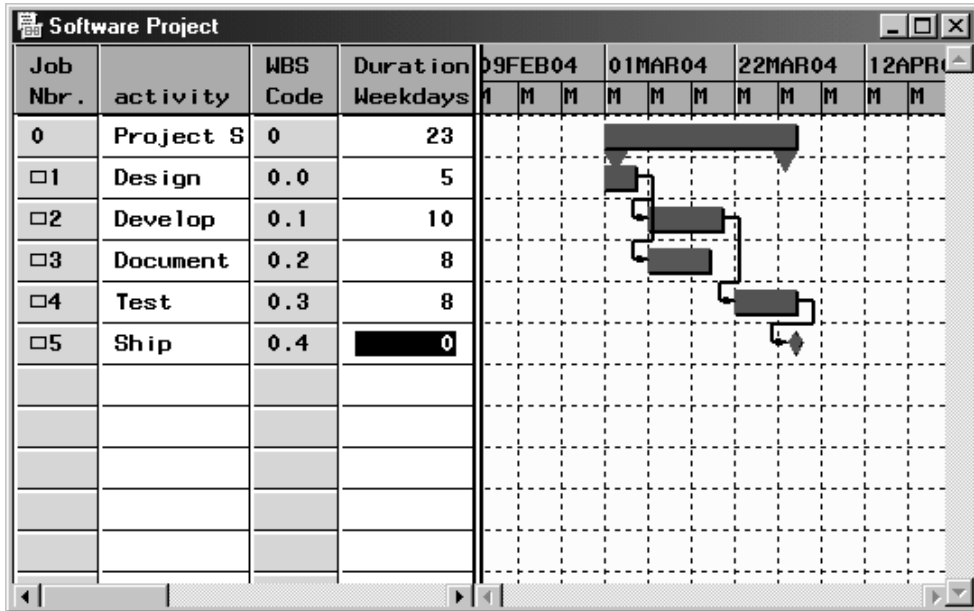 Software Project
Job WBS Duration 09FEB04 01MAR04 22MAR04 12APR
Nbr. activity Code Weekdays M M M M M M M M M M M
0 Project S 0 23
1 Design 0.0 5
2 Develop 0.1 10
3 Document 0.2 8
4 Test 0.3 8
5 Ship 0.4 0